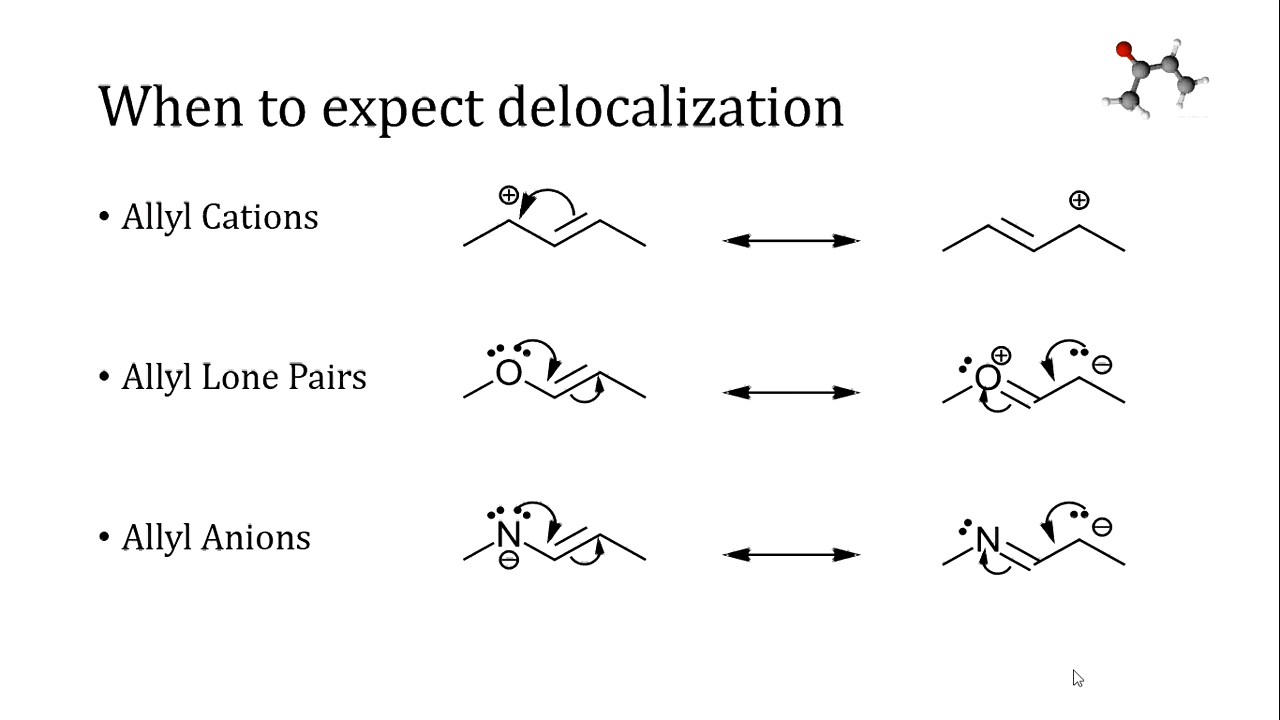 When to expect delocalization
• Allyl Cations
⊕
⊕
• Allyl Lone Pairs
O
O ⊕
⊖
• Allyl Anions
N
⊖
N
⊖